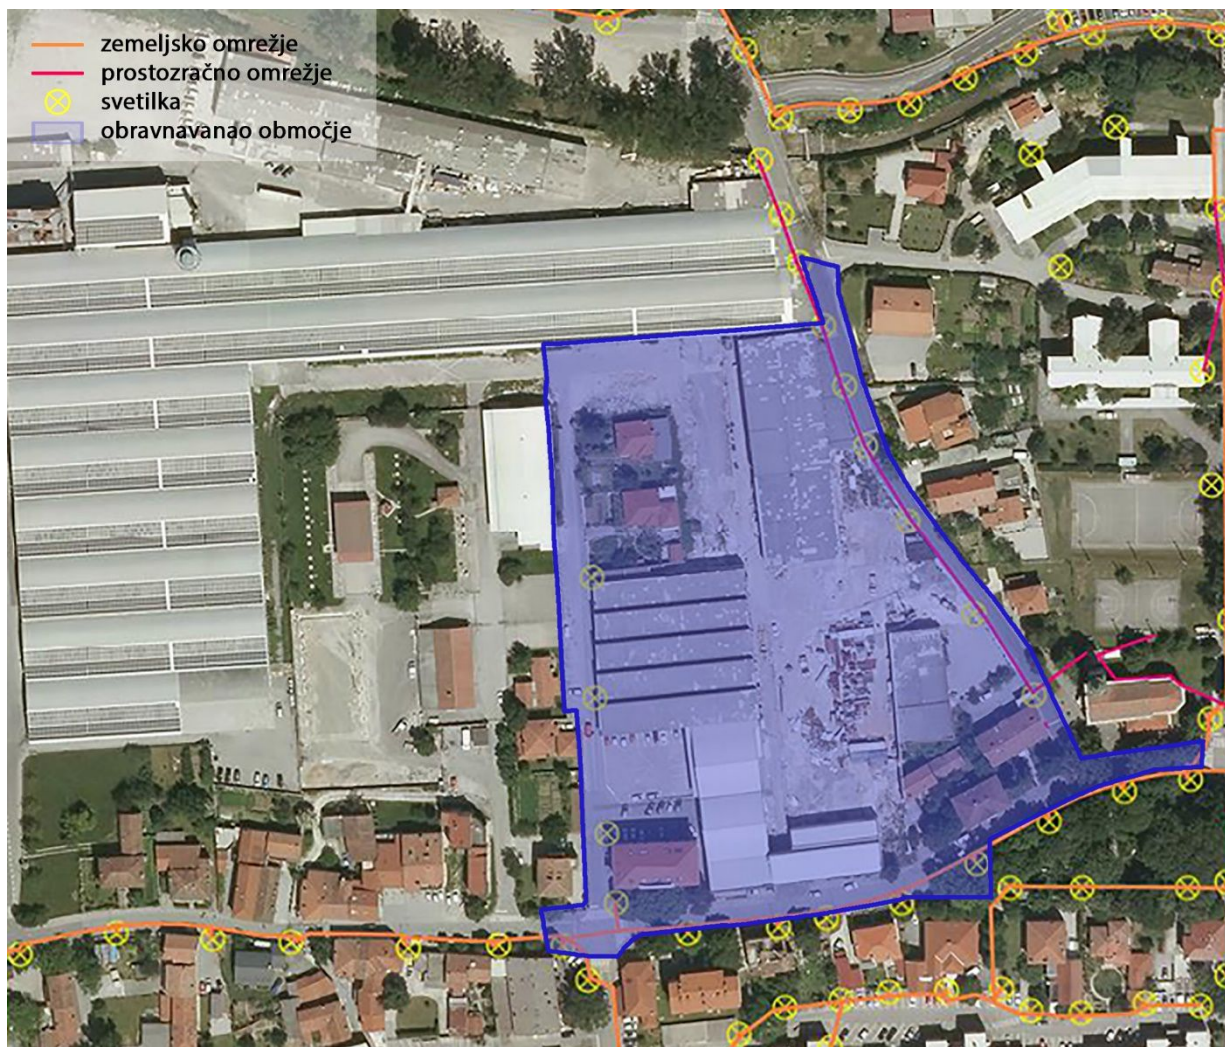 zemeljsko omrežje
prostozračno omrežje
svetilka
obravnavanao območje